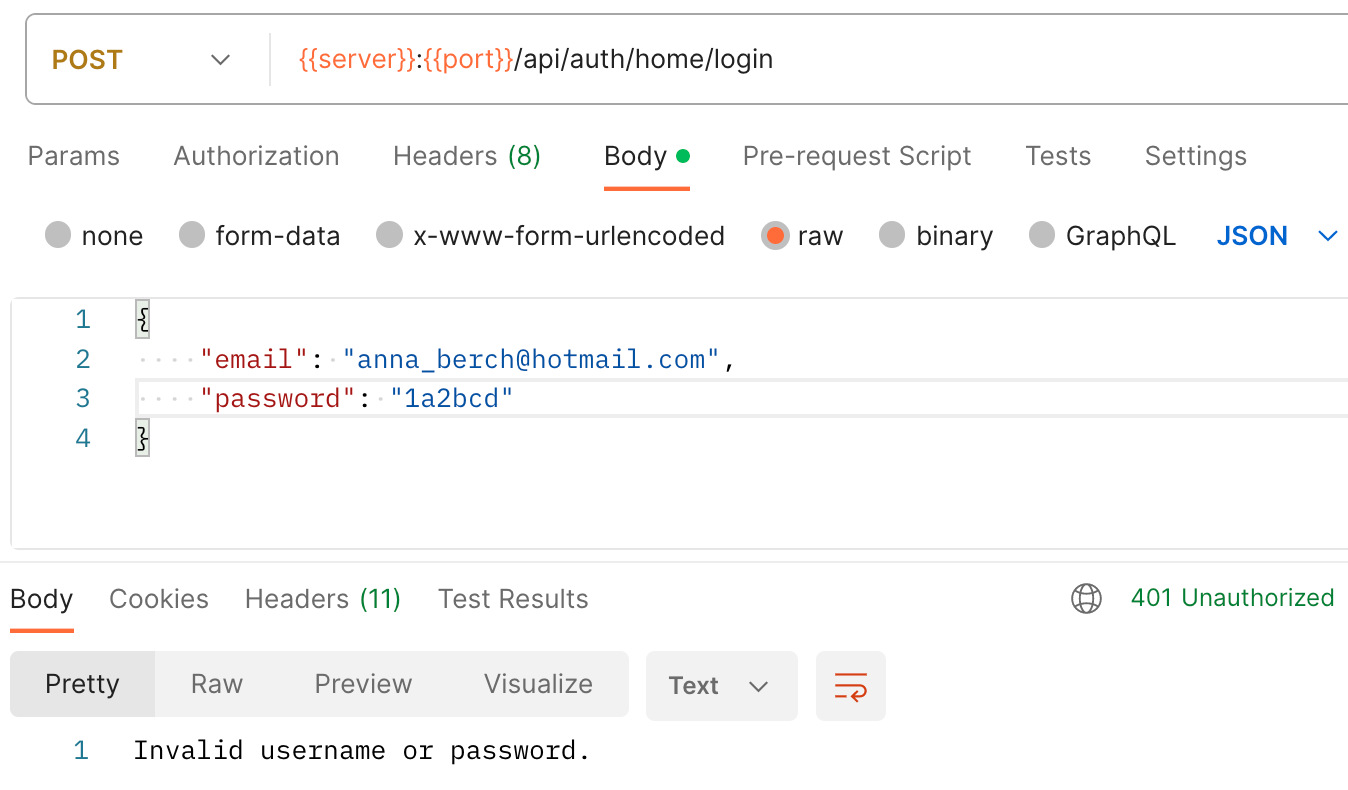 POST {{server}}:{{port}}/api/auth/home/login
Params Authorization Headers (8) Body Pre-request Script Tests Settings
none form-data x-www-form-urlencoded raw binary GraphQL JSON
1 {
2 ····"email":·"anna_berch@hotmail.com",
3 ····"password":·"1a2bcd"
4 }
Body Cookies Headers (11) Test Results 401 Unauthorized
Pretty Raw Preview Visualize Text
1 Invalid username or password.